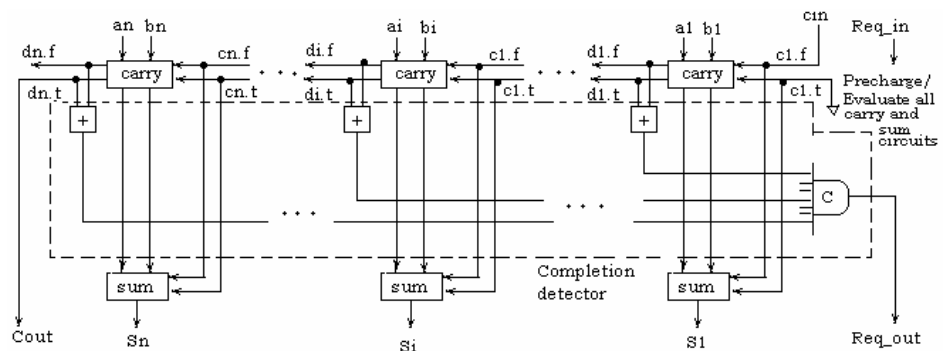 an bn
ai bi
a1 b1
cin
Req_in
dn.f
cn.f
di.f
c1.f
d1.f
c1.f
carry
carry
carry
dn.t
cn.t
di.t
c1.t
d1.t
c1.t
Precharge/
Evaluate all
carry and
sum
circuits
+
+
+
. . .
. . .
C
. . .
. . .
sum
sum
sum
Completion
detector
Cout
Sn
Si
S1
Req_out